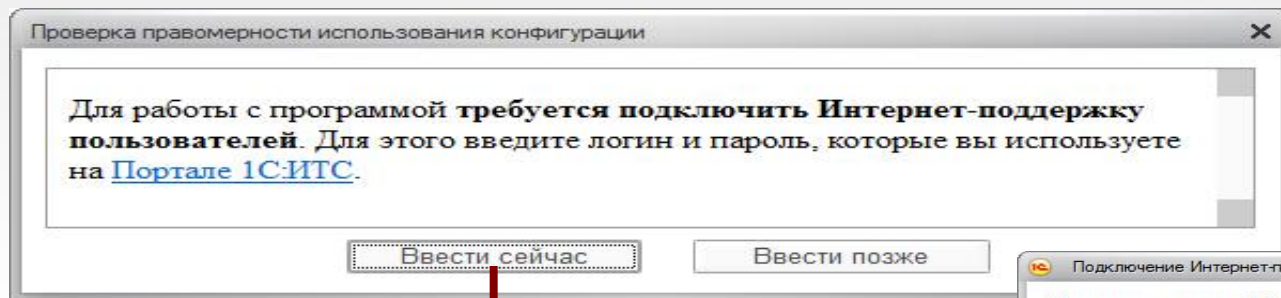 Проверка правомерности использования конфигурации
Для работы с программой требуется подключить Интернет-поддержку
пользователей. Для этого введите логин и пароль, которые вы используете
на Портале 1С:ИТС.
Ввести сейчас
Ввести позже
1С
Подключение Интернет-п